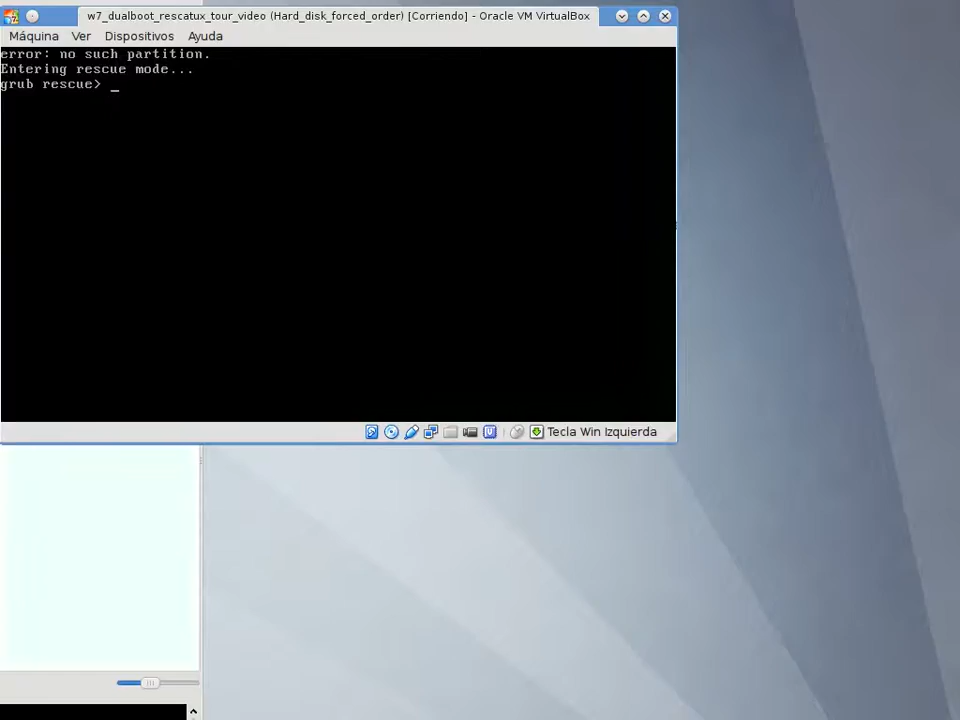 w7_dualboot_rescatux_tour_video (Hard_disk_forced_order) [Corriendo] - Oracle VM VirtualBox
Máquina Ver Dispositivos Ayuda
error: no such partition.
Entering rescue mode...
grub rescue> _
Tecla Win Izquierda